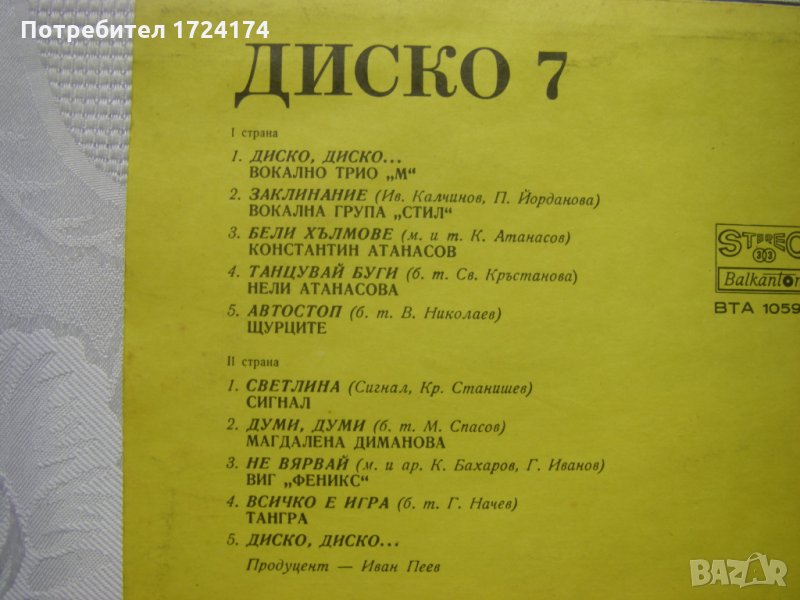 Потребител 1724174
ДИСКО 7
I страна
1. ДИСКО, ДИСКО...
ВОКАЛНО ТРИО „М“
2. ЗАКЛИНАНИЕ (Ив. Калчинов, П. Йорданова)
ВОКАЛНА ГРУПА „СТИЛ“
3. БЕЛИ ХЪЛМОВЕ (м. и т. К. Атанасов)
КОНСТАНТИН АТАНАСОВ
4. ТАНЦУВАЙ БУГИ (б. т. Св. Кръстанова)
НЕЛИ АТАНАСОВА
5. АВТОСТОП (б. т. В. Николаев)
ЩУРЦИТЕ
STEREO
303
Balkanton
ВТА 1059
II страна
1. СВЕТЛИНА (Сигнал, Кр. Станишев)
СИГНАЛ
2. ДУМИ, ДУМИ (б. т. М. Спасов)
МАГДАЛЕНА ДИМАНОВА
3. НЕ ВЯРВАЙ (м. и ар. К. Бахаров, Г. Иванов)
ВИГ „ФЕНИКС“
4. ВСИЧКО Е ИГРА (б. т. Г. Начев)
ТАНГРА
5. ДИСКО, ДИСКО...
Продуцент — Иван Пеев
BAZAR